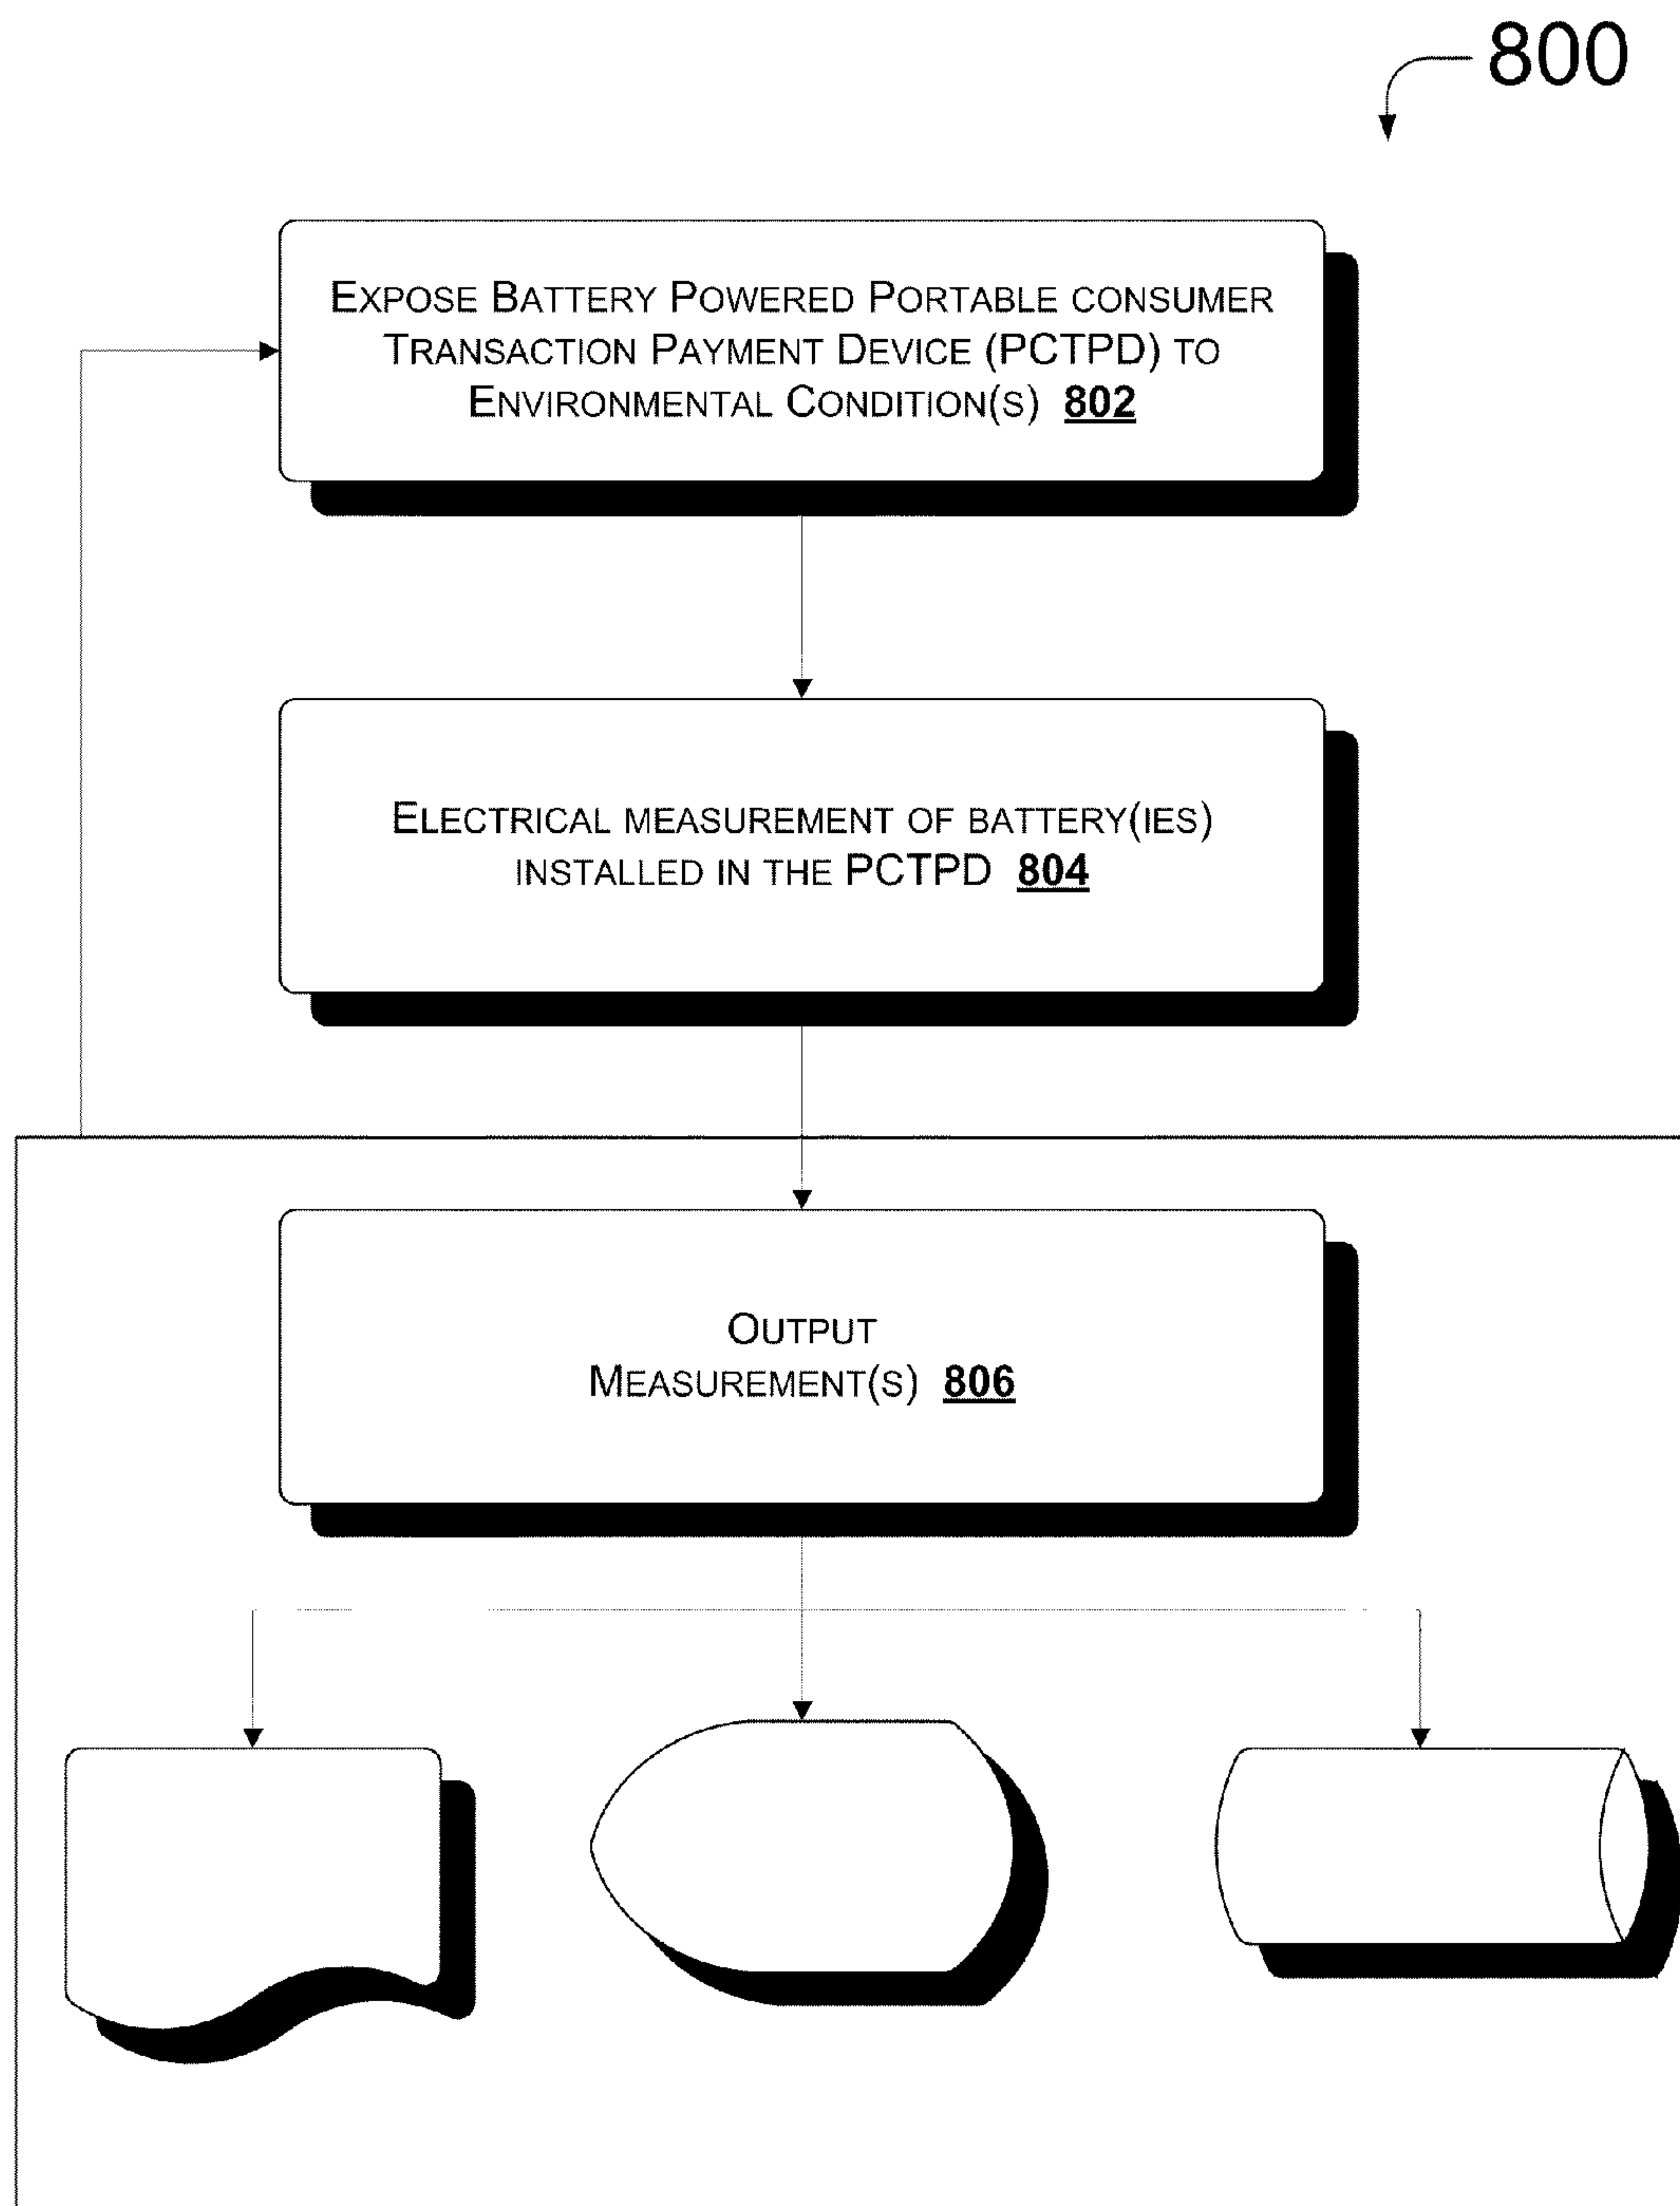 800
EXPOSE BATTERY POWERED PORTABLE CONSUMER
TRANSACTION PAYMENT DEVICE (PCTPD) TO
ENVIRONMENTAL CONDITION(S) 802
ELECTRICAL MEASUREMENT OF BATTERY(IES)
INSTALLED IN THE PCTPD 804
OUTPUT
MEASUREMENT(S) 806